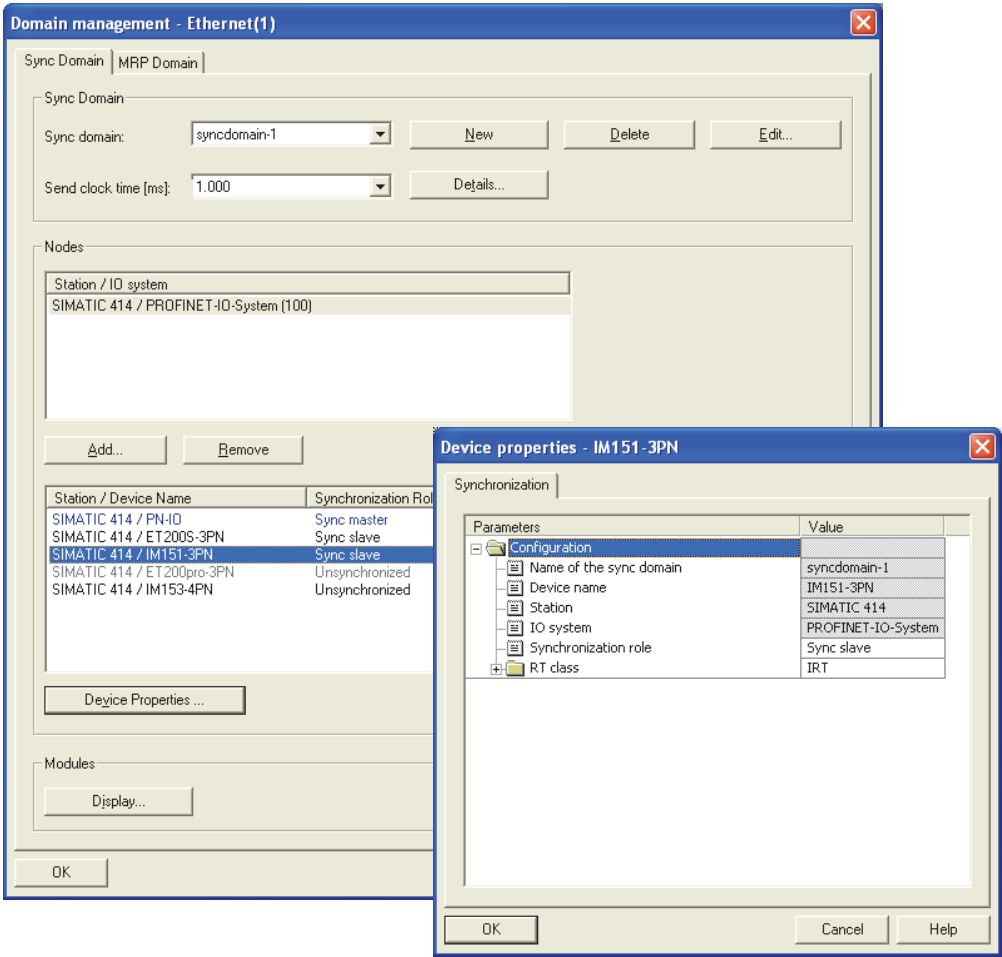 Domain management - Ethernet(1)
Sync Domain MRP Domain
Sync Domain
Sync domain: syncdomain-1 New Delete Edit...
Send clock time [ms]: 1.000 Details...
Nodes
Station / IO system
SIMATIC 414 / PROFINET-IO-System (100)
Add... Remove
Station / Device Name Synchronization Rol
SIMATIC 414 / PN-IO Sync master
SIMATIC 414 / ET200S-3PN Sync slave
SIMATIC 414 / IM151-3PN Sync slave
SIMATIC 414 / ET200pro-3PN Unsynchronized
SIMATIC 414 / IM153-4PN Unsynchronized
Device Properties ...
Modules
Display...
OK
Device properties - IM151-3PN
Synchronization
Parameters Value
Configuration
Name of the sync domain syncdomain-1
Device name IM151-3PN
Station SIMATIC 414
IO system PROFINET-IO-System
Synchronization role Sync slave
RT class IRT
OK Cancel Help